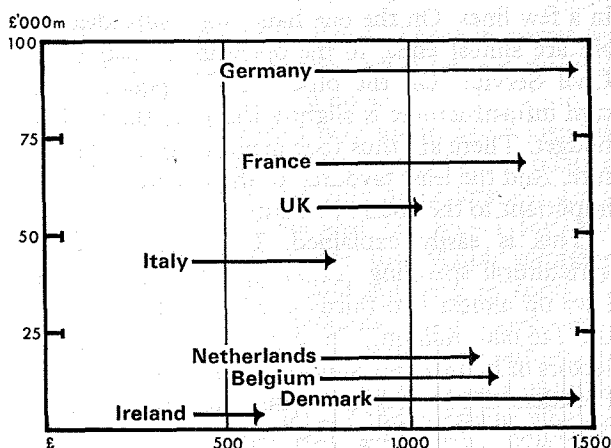 £'000m
100
Germany
75
France
UK
50
Italy
25
Netherlands
Belgium
Denmark
Ireland
£ 500 1000 1500